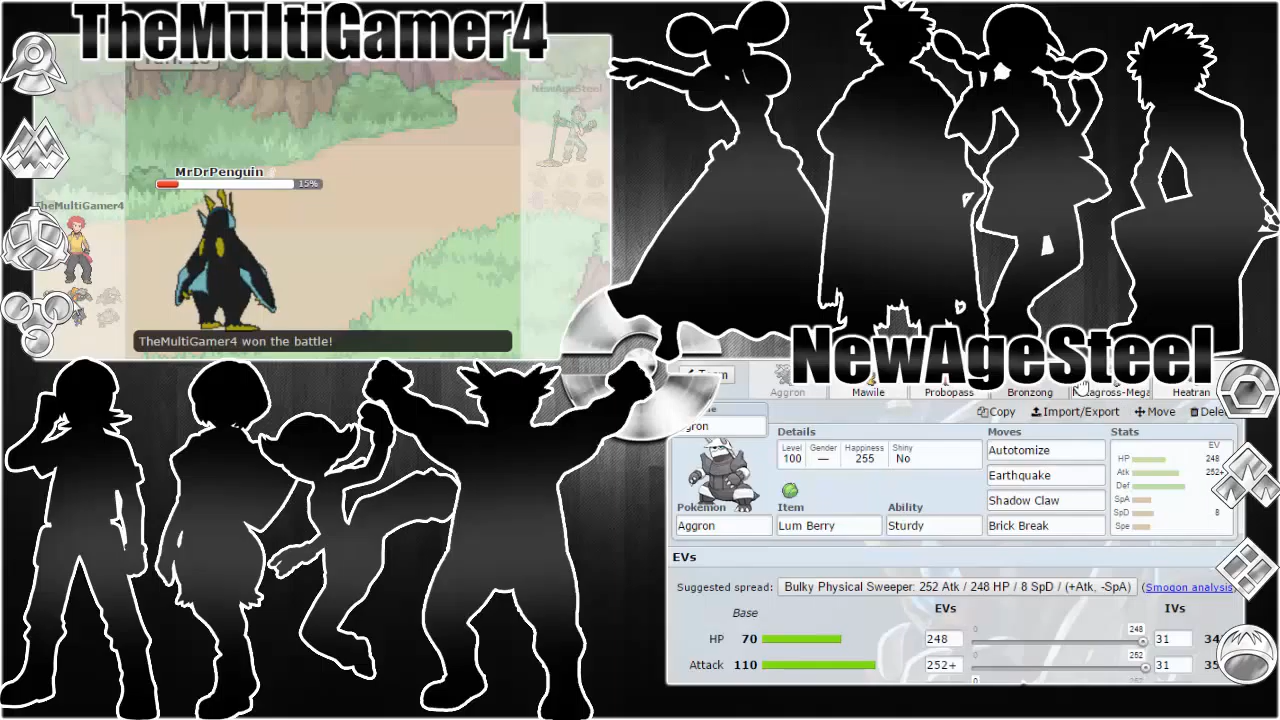 TheMultiGamer4
NewAgeSteel
MrDrPenguin
15%
TheMultiGamer4
TheMultiGamer4 won the battle!
NewAgeSteel
Aggron
Mawile
Probopass
Bronzong
Heatran
Copy
Import/Export
Move
Details
Moves
Stats
Level
Gender
Happiness
Shiny
100
—
255
No
EV
HP
248
Atk
252+
Def
SpA
SpD
8
Spe
Autotomize
Earthquake
Shadow Claw
Brick Break
Pokémon
Item
Ability
Aggron
Lum Berry
Sturdy
EVs
Suggested spread:
Bulky Physical Sweeper: 252 Atk / 248 HP / 8 SpD / (+Atk, -SpA)
(Smogon analysis
Base
EVs
IVs
HP
70
248
0
248
31
Attack
110
252+
0
252
31